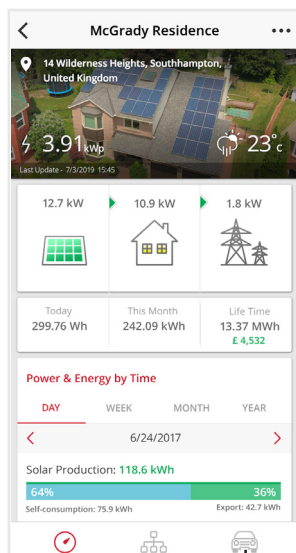 McGrady Residence
14 Wilderness Heights, Southhampton,
United Kingdom
3.91kWp
23°c
Last Update - 7/3/2019 15:45
12.7 kW
10.9 kW
1.8 kW
Today
299.76 Wh
This Month
242.09 kWh
Life Time
13.37 MWh
£ 4,532
Power & Energy by Time
DAY WEEK MONTH YEAR
6/24/2017
Solar Production: 118.6 kWh
64% 36%
Self-consumption: 75.9 kWh Export: 42.7 kWh